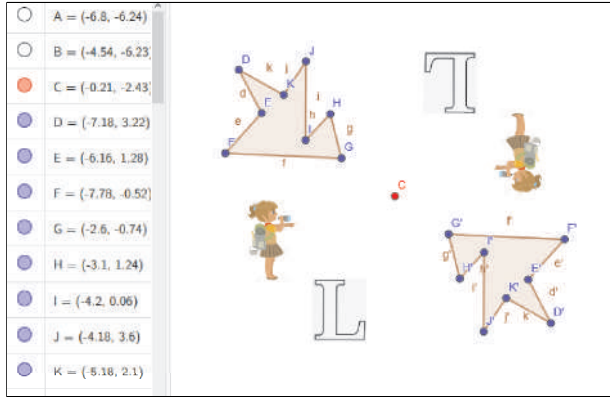 A = (-6.8, -6.24)
B = (-4.54, -6.23)
C = (-0.21, -2.43)
D = (-7.18, 3.22)
E = (-6.16, 1.28)
F = (-7.78, -0.52)
G = (-2.6, -0.74)
H = (-3.1, 1.24)
I = (-4.2, 0.06)
J = (-4.18, 3.6)
K = (-5.18, 2.1)
J
D
k
j
K
d
E
i
H
e
h
I
g
F
f
G
L
C
L
G'
f'
F'
I'
g'
H'
h'
E'
e'
i'
K'
d'
J'
j'
k'
D'